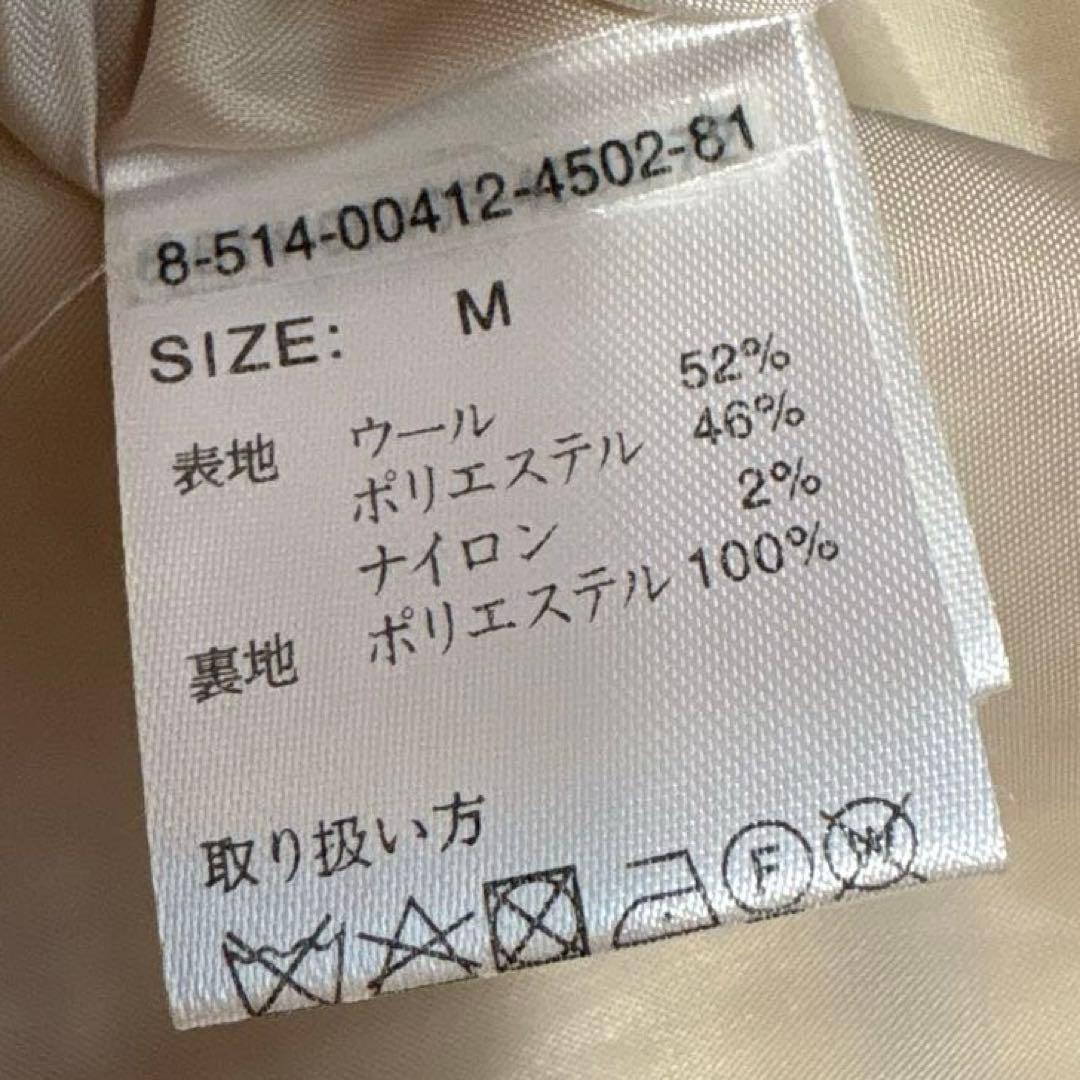 8-514-00412-4502-81
SIZE: M
表地 ウール 52%
ポリエステル 46%
ナイロン 2%
裏地 ポリエステル 100%
取り扱い方
F W